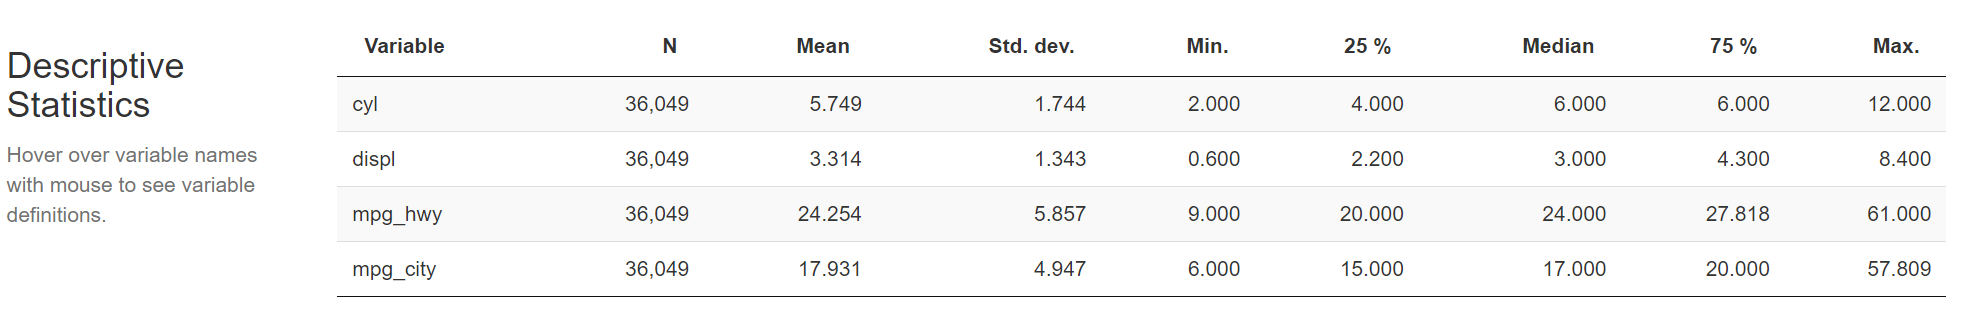 Descriptive
Statistics
Hover over variable names
with mouse to see variable
definitions.
Variable N Mean Std. dev. Min. 25 % Median 75 % Max.
cyl 36,049 5.749 1.744 2.000 4.000 6.000 6.000 12.000
displ 36,049 3.314 1.343 0.600 2.200 3.000 4.300 8.400
mpg_hwy 36,049 24.254 5.857 9.000 20.000 24.000 27.818 61.000
mpg_city 36,049 17.931 4.947 6.000 15.000 17.000 20.000 57.809